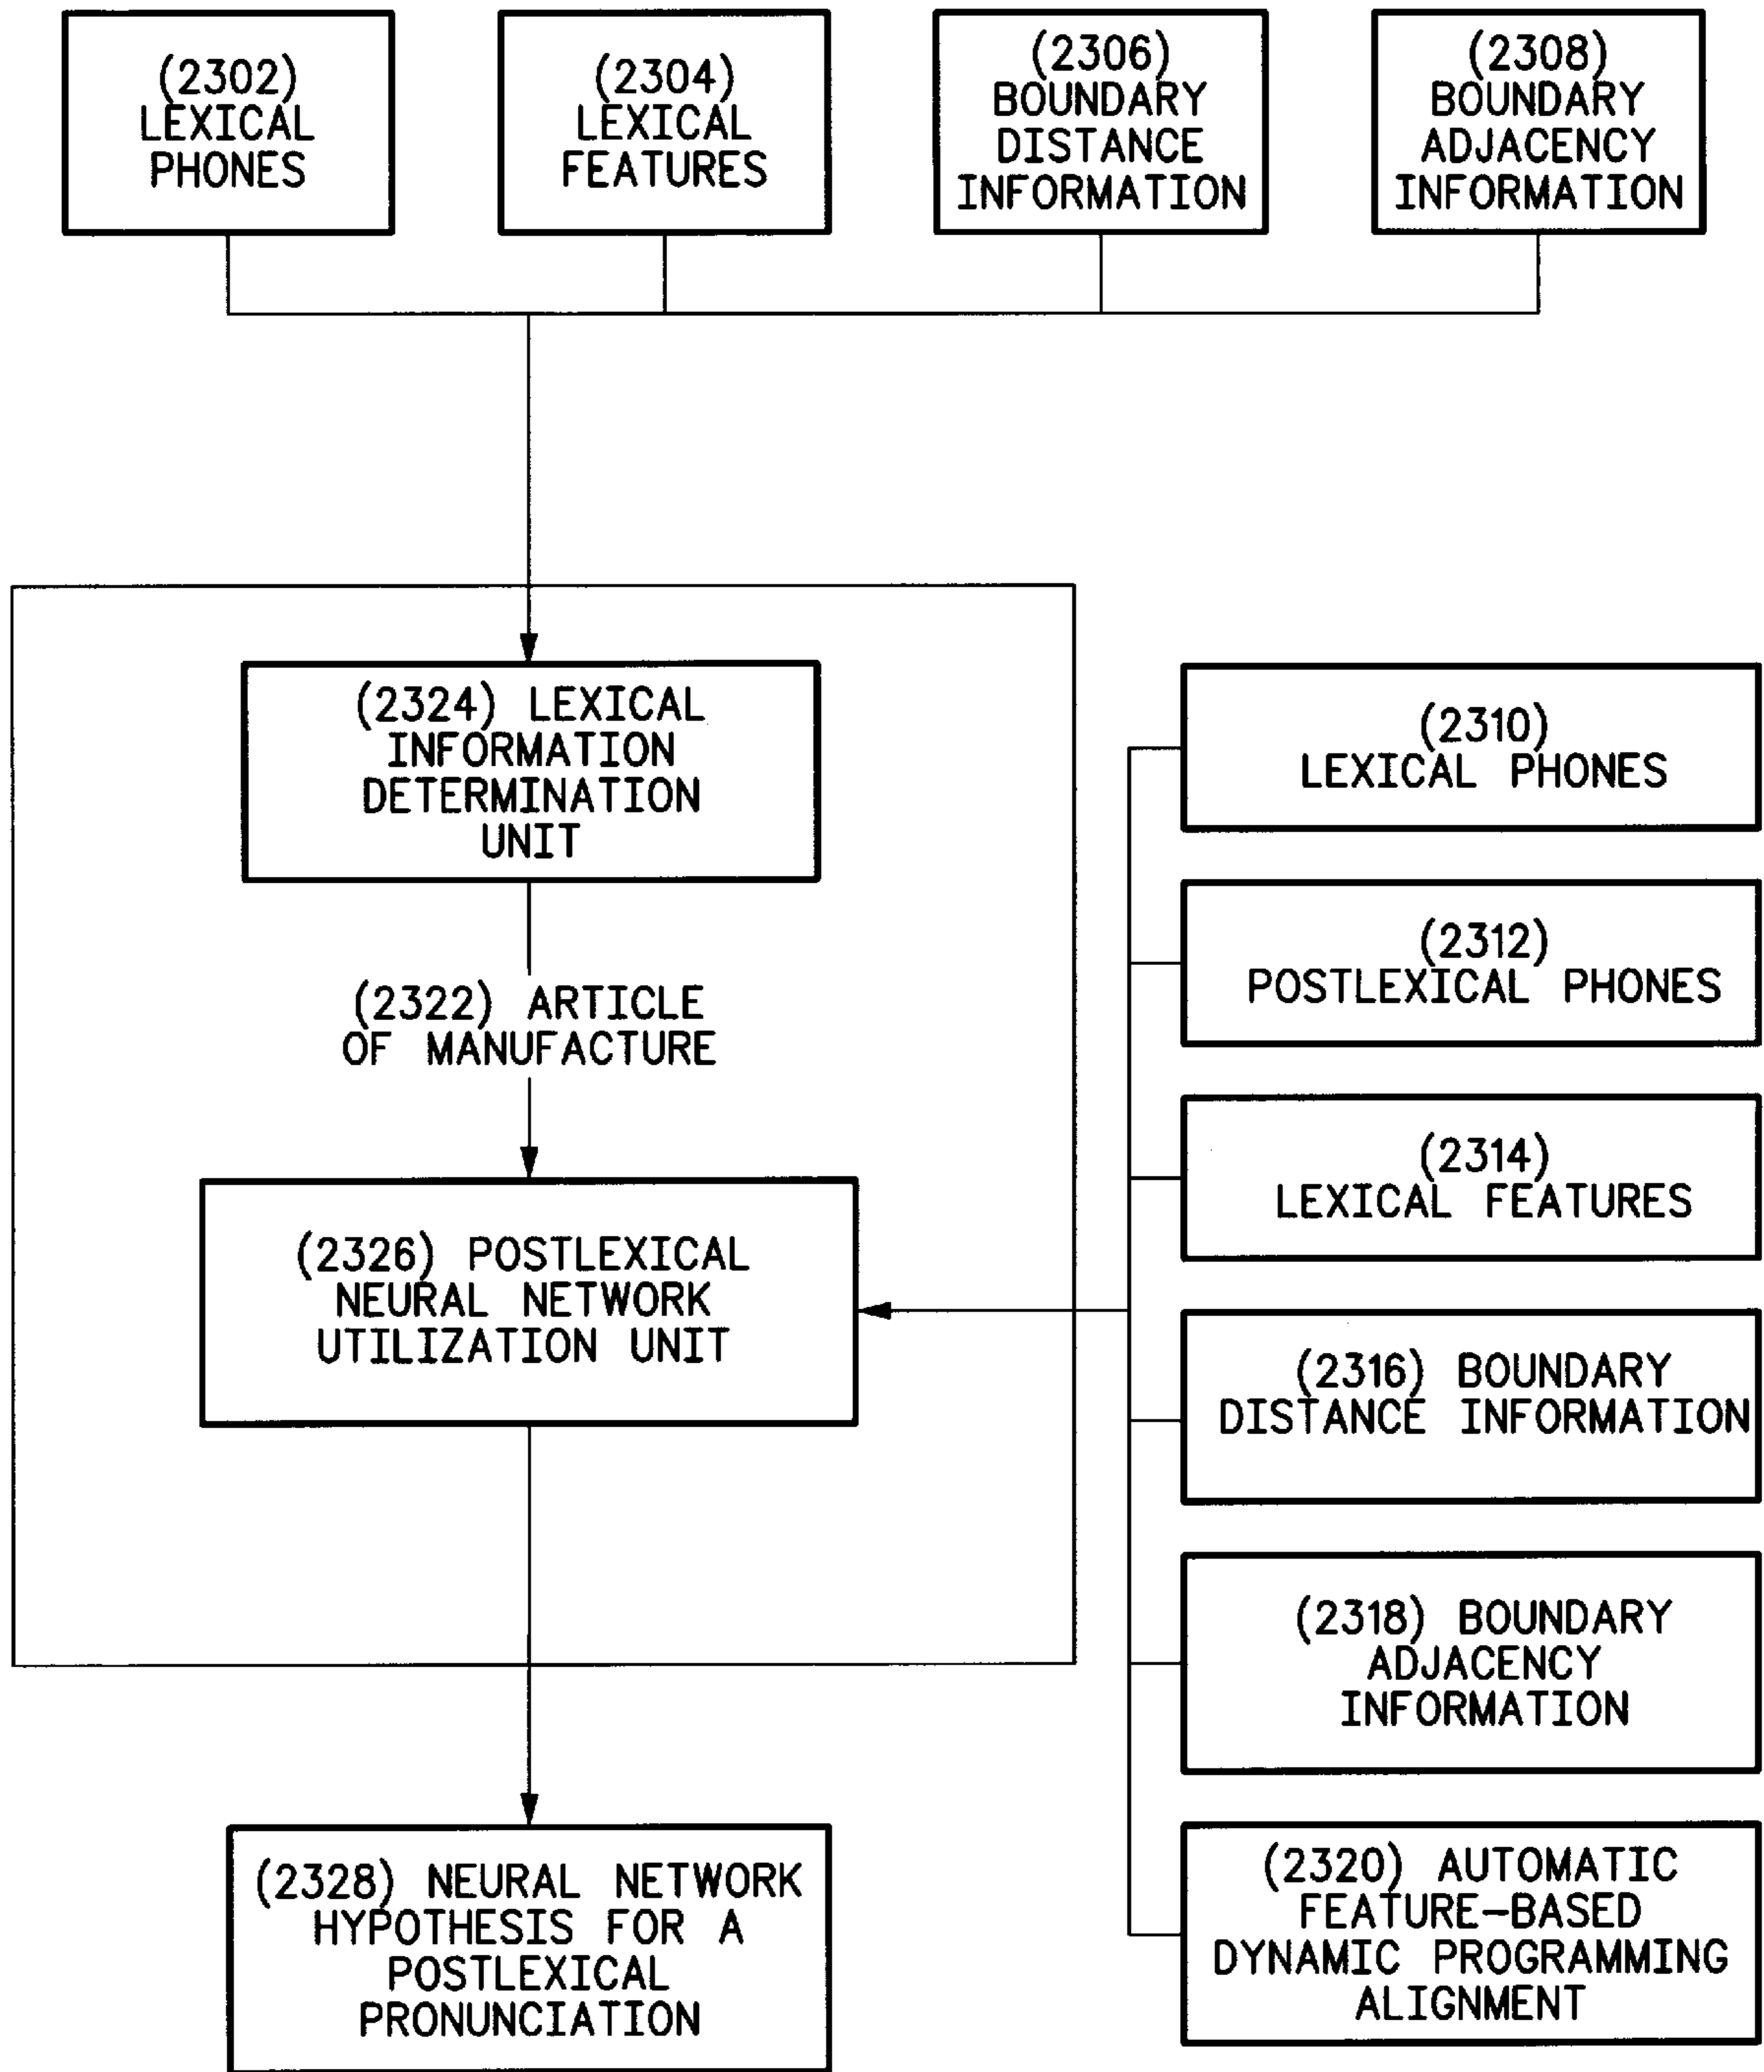 (2302)
LEXICAL
PHONES
(2304)
LEXICAL
FEATURES
(2306)
BOUNDARY
DISTANCE
INFORMATION
(2308)
BOUNDARY
ADJACENCY
INFORMATION
(2324) LEXICAL
INFORMATION
DETERMINATION
UNIT
(2322) ARTICLE
OF MANUFACTURE
(2326) POSTLEXICAL
NEURAL NETWORK
UTILIZATION UNIT
(2328) NEURAL NETWORK
HYPOTHESIS FOR A
POSTLEXICAL
PRONUNCIATION
(2310)
LEXICAL PHONES
(2312)
POSTLEXICAL PHONES
(2314)
LEXICAL FEATURES
(2316) BOUNDARY
DISTANCE INFORMATION
(2318) BOUNDARY
ADJACENCY
INFORMATION
(2320) AUTOMATIC
FEATURE-BASED
DYNAMIC PROGRAMMING
ALIGNMENT